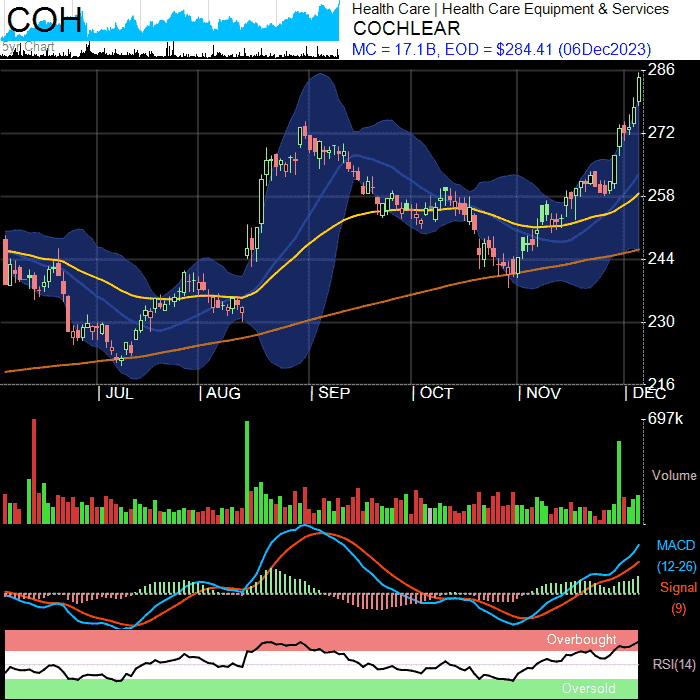 COH
5yr Chart
Health Care | Health Care Equipment & Services
COCHLEAR
MC = 17.1B, EOD = $284.41 (06Dec2023)
286
272
258
244
230
216
| JUL
| AUG
| SEP
| OCT
| NOV
| DEC
697k
Volume
MACD
(12-26)
Signal
(9)
Overbought
RSI(14)
Oversold